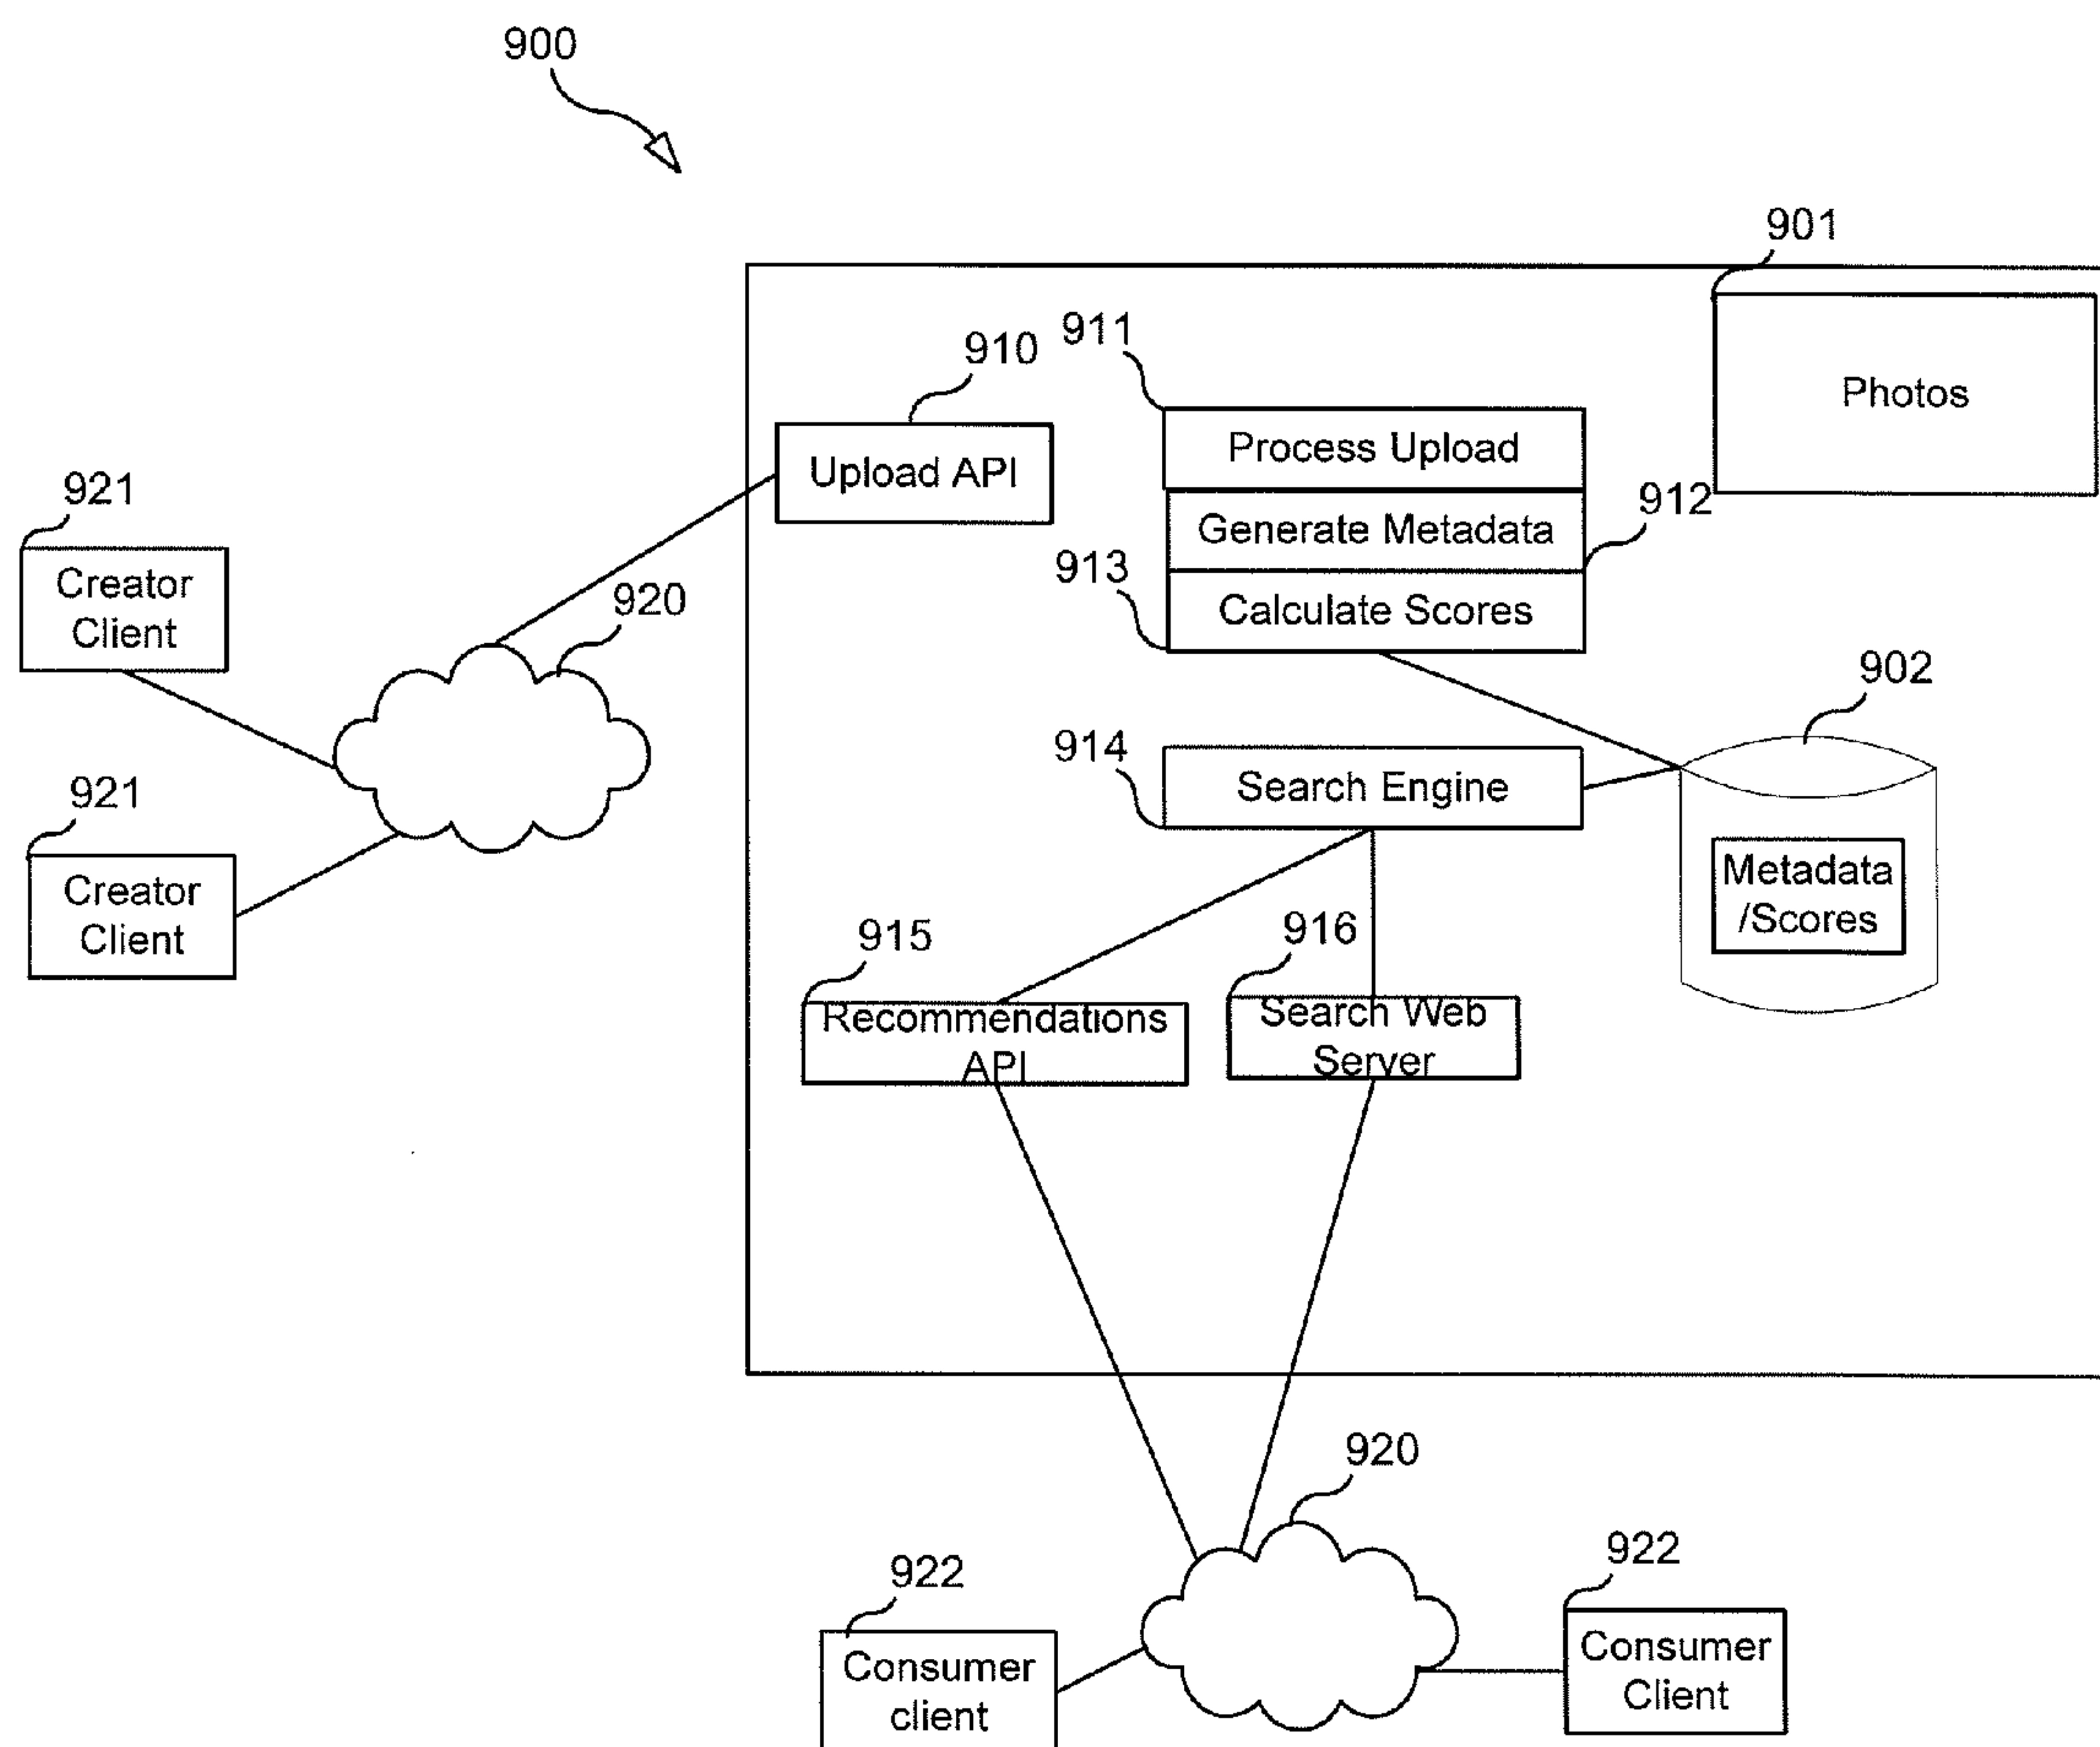 900
901
911
910
Process Upload
Photos
Upload API
921
912
Generate Metadata
913
Creator
Client
920
Calculate Scores
902
914
Search Engine
921
Metadata
/Scores
Creator
Client
915
916
Recommendations
API
Search Web
Server
920
922
922
Consumer
client
Consumer
Client